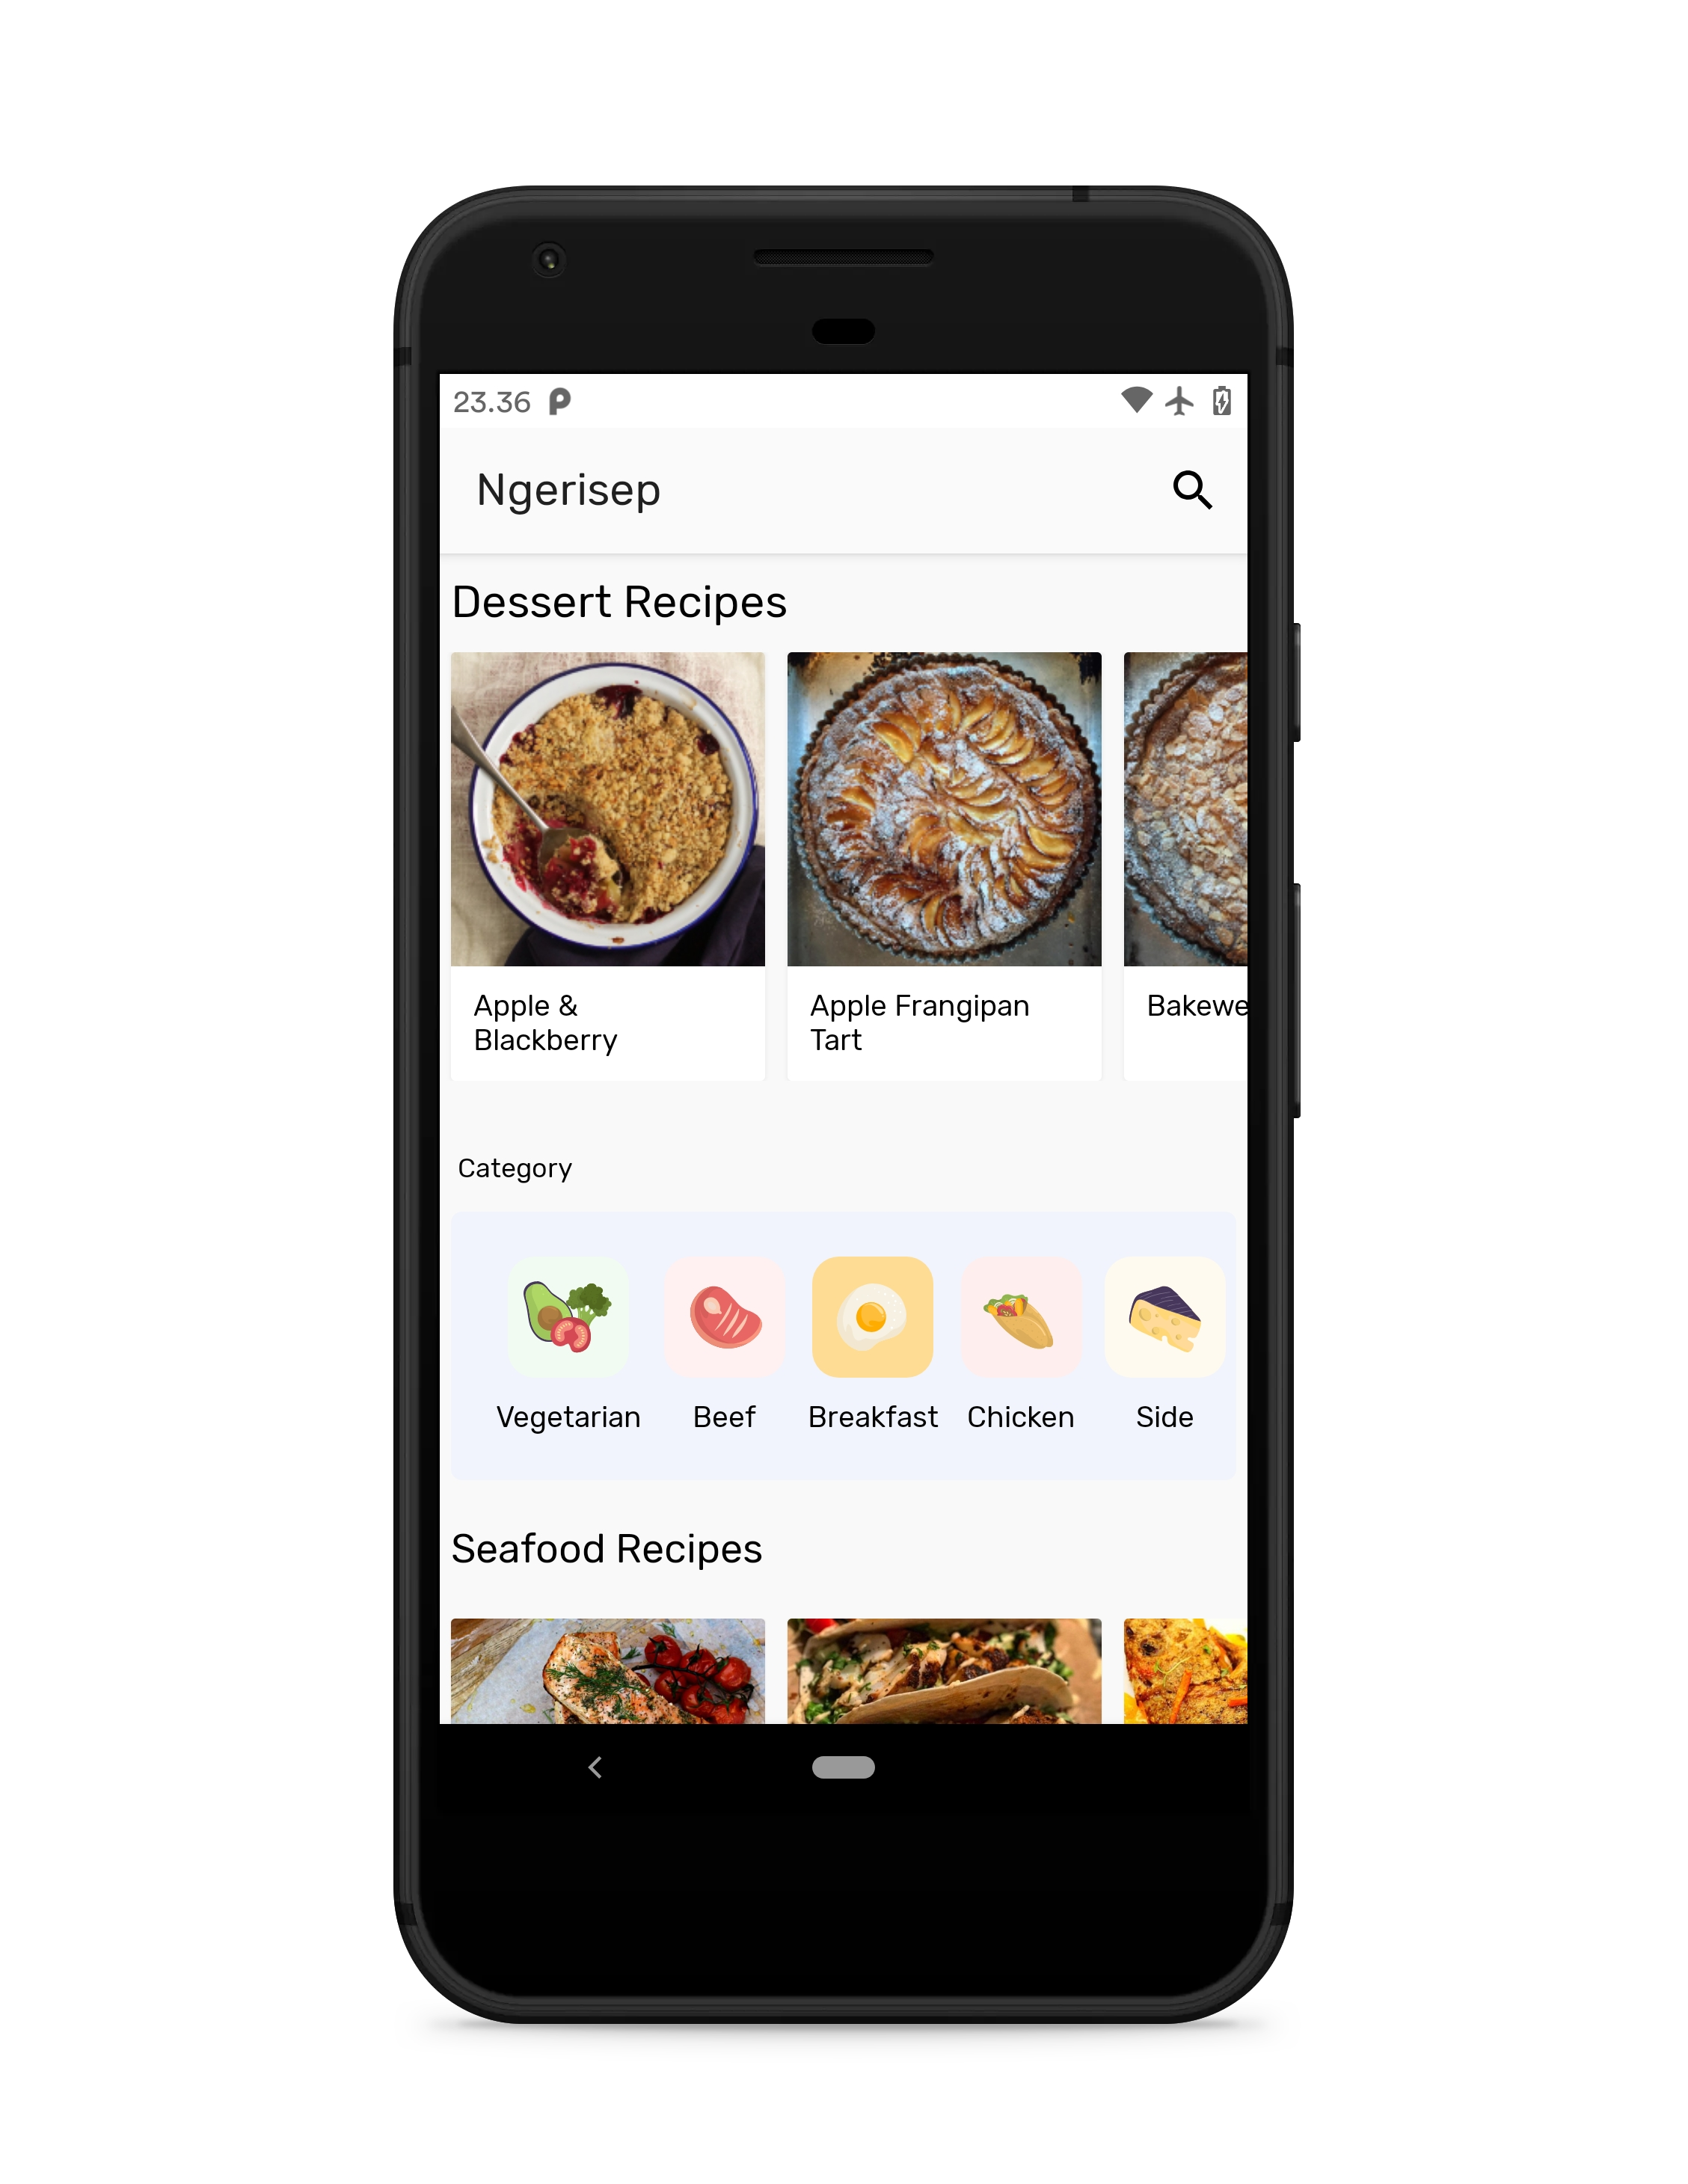 23.36
Ngerisep
Dessert Recipes
Apple &
Blackberry
Apple Frangipan
Tart
Bakewe
Category
Vegetarian
Beef
Breakfast
Chicken
Side
Seafood Recipes